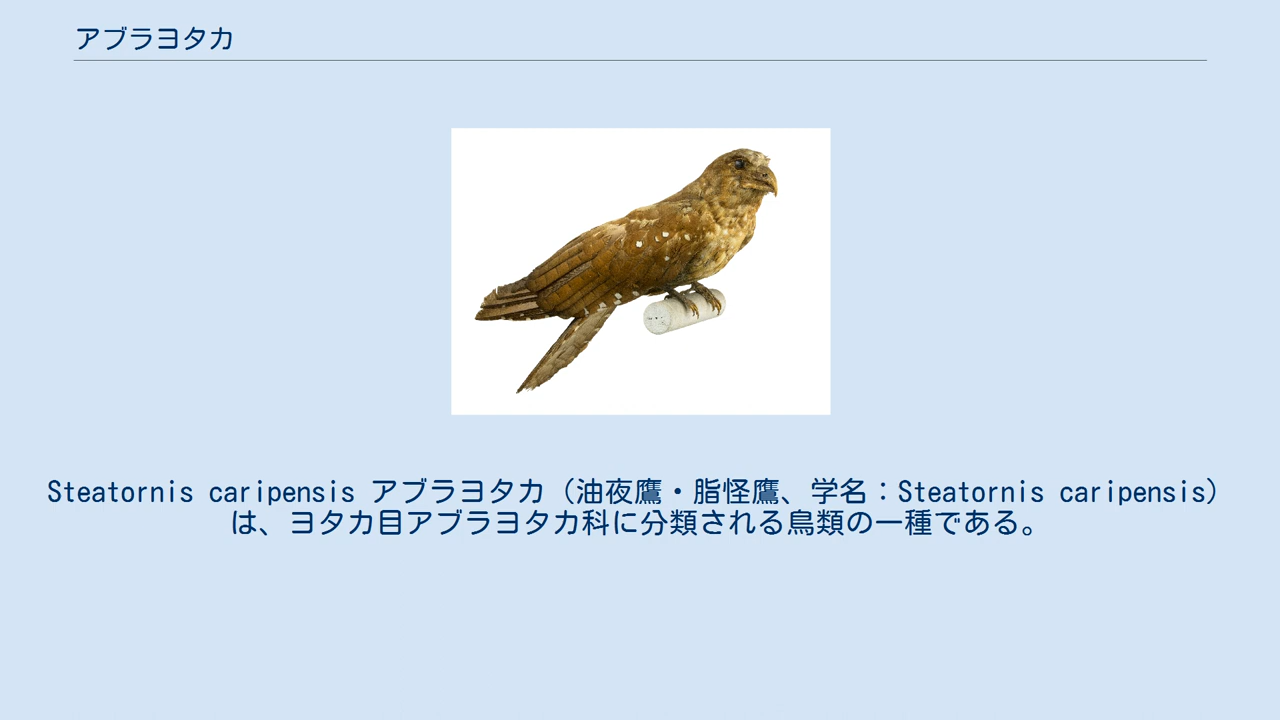 アブラヨタカ
Steatornis caripensis アブラヨタカ（油夜鷹・脂怪鷹、学名：Steatornis caripensis）
は、ヨタカ目アブラヨタカ科に分類される鳥類の一種である。